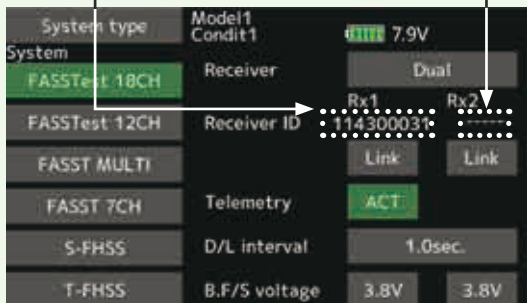 System type
Model1
Condit1
7.9V
System
FASSTest 18CH
Receiver
Dual
Rx1
Rx2
FASSTest 12CH
Receiver ID
114300031
--------
FASST MULTI
Link
Link
FASST 7CH
Telemetry
ACT
S-FHSS
D/L interval
1.0sec.
T-FHSS
B.F/S voltage
3.8V
3.8V